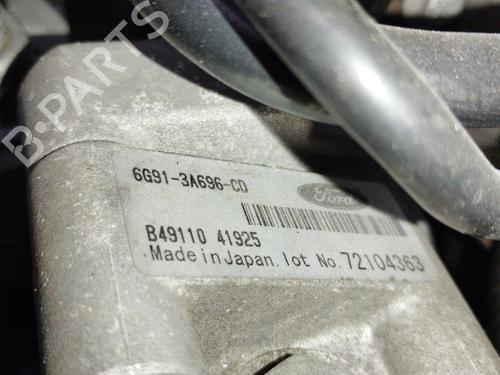 B-PARTS
6G91-3A696-CD
Ford
B49110 41925
Made in Japan. lot No. 72104363